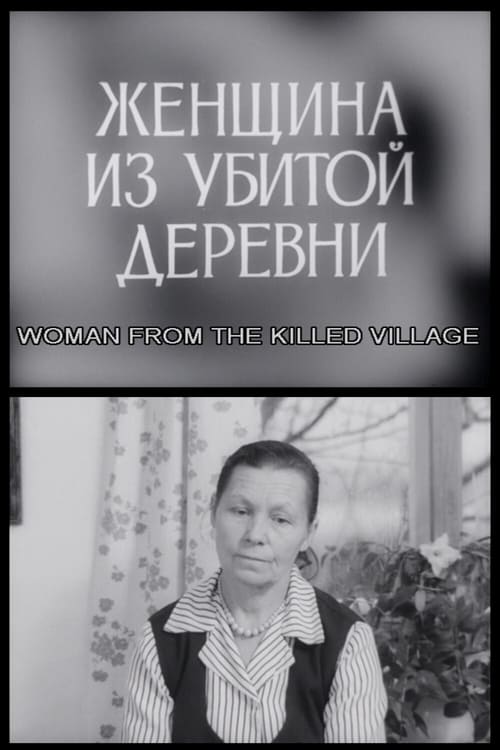 ЖЕНЩИНА
ИЗ УБИТОЙ
ДЕРЕВНИ
WOMAN FROM THE KILLED VILLAGE